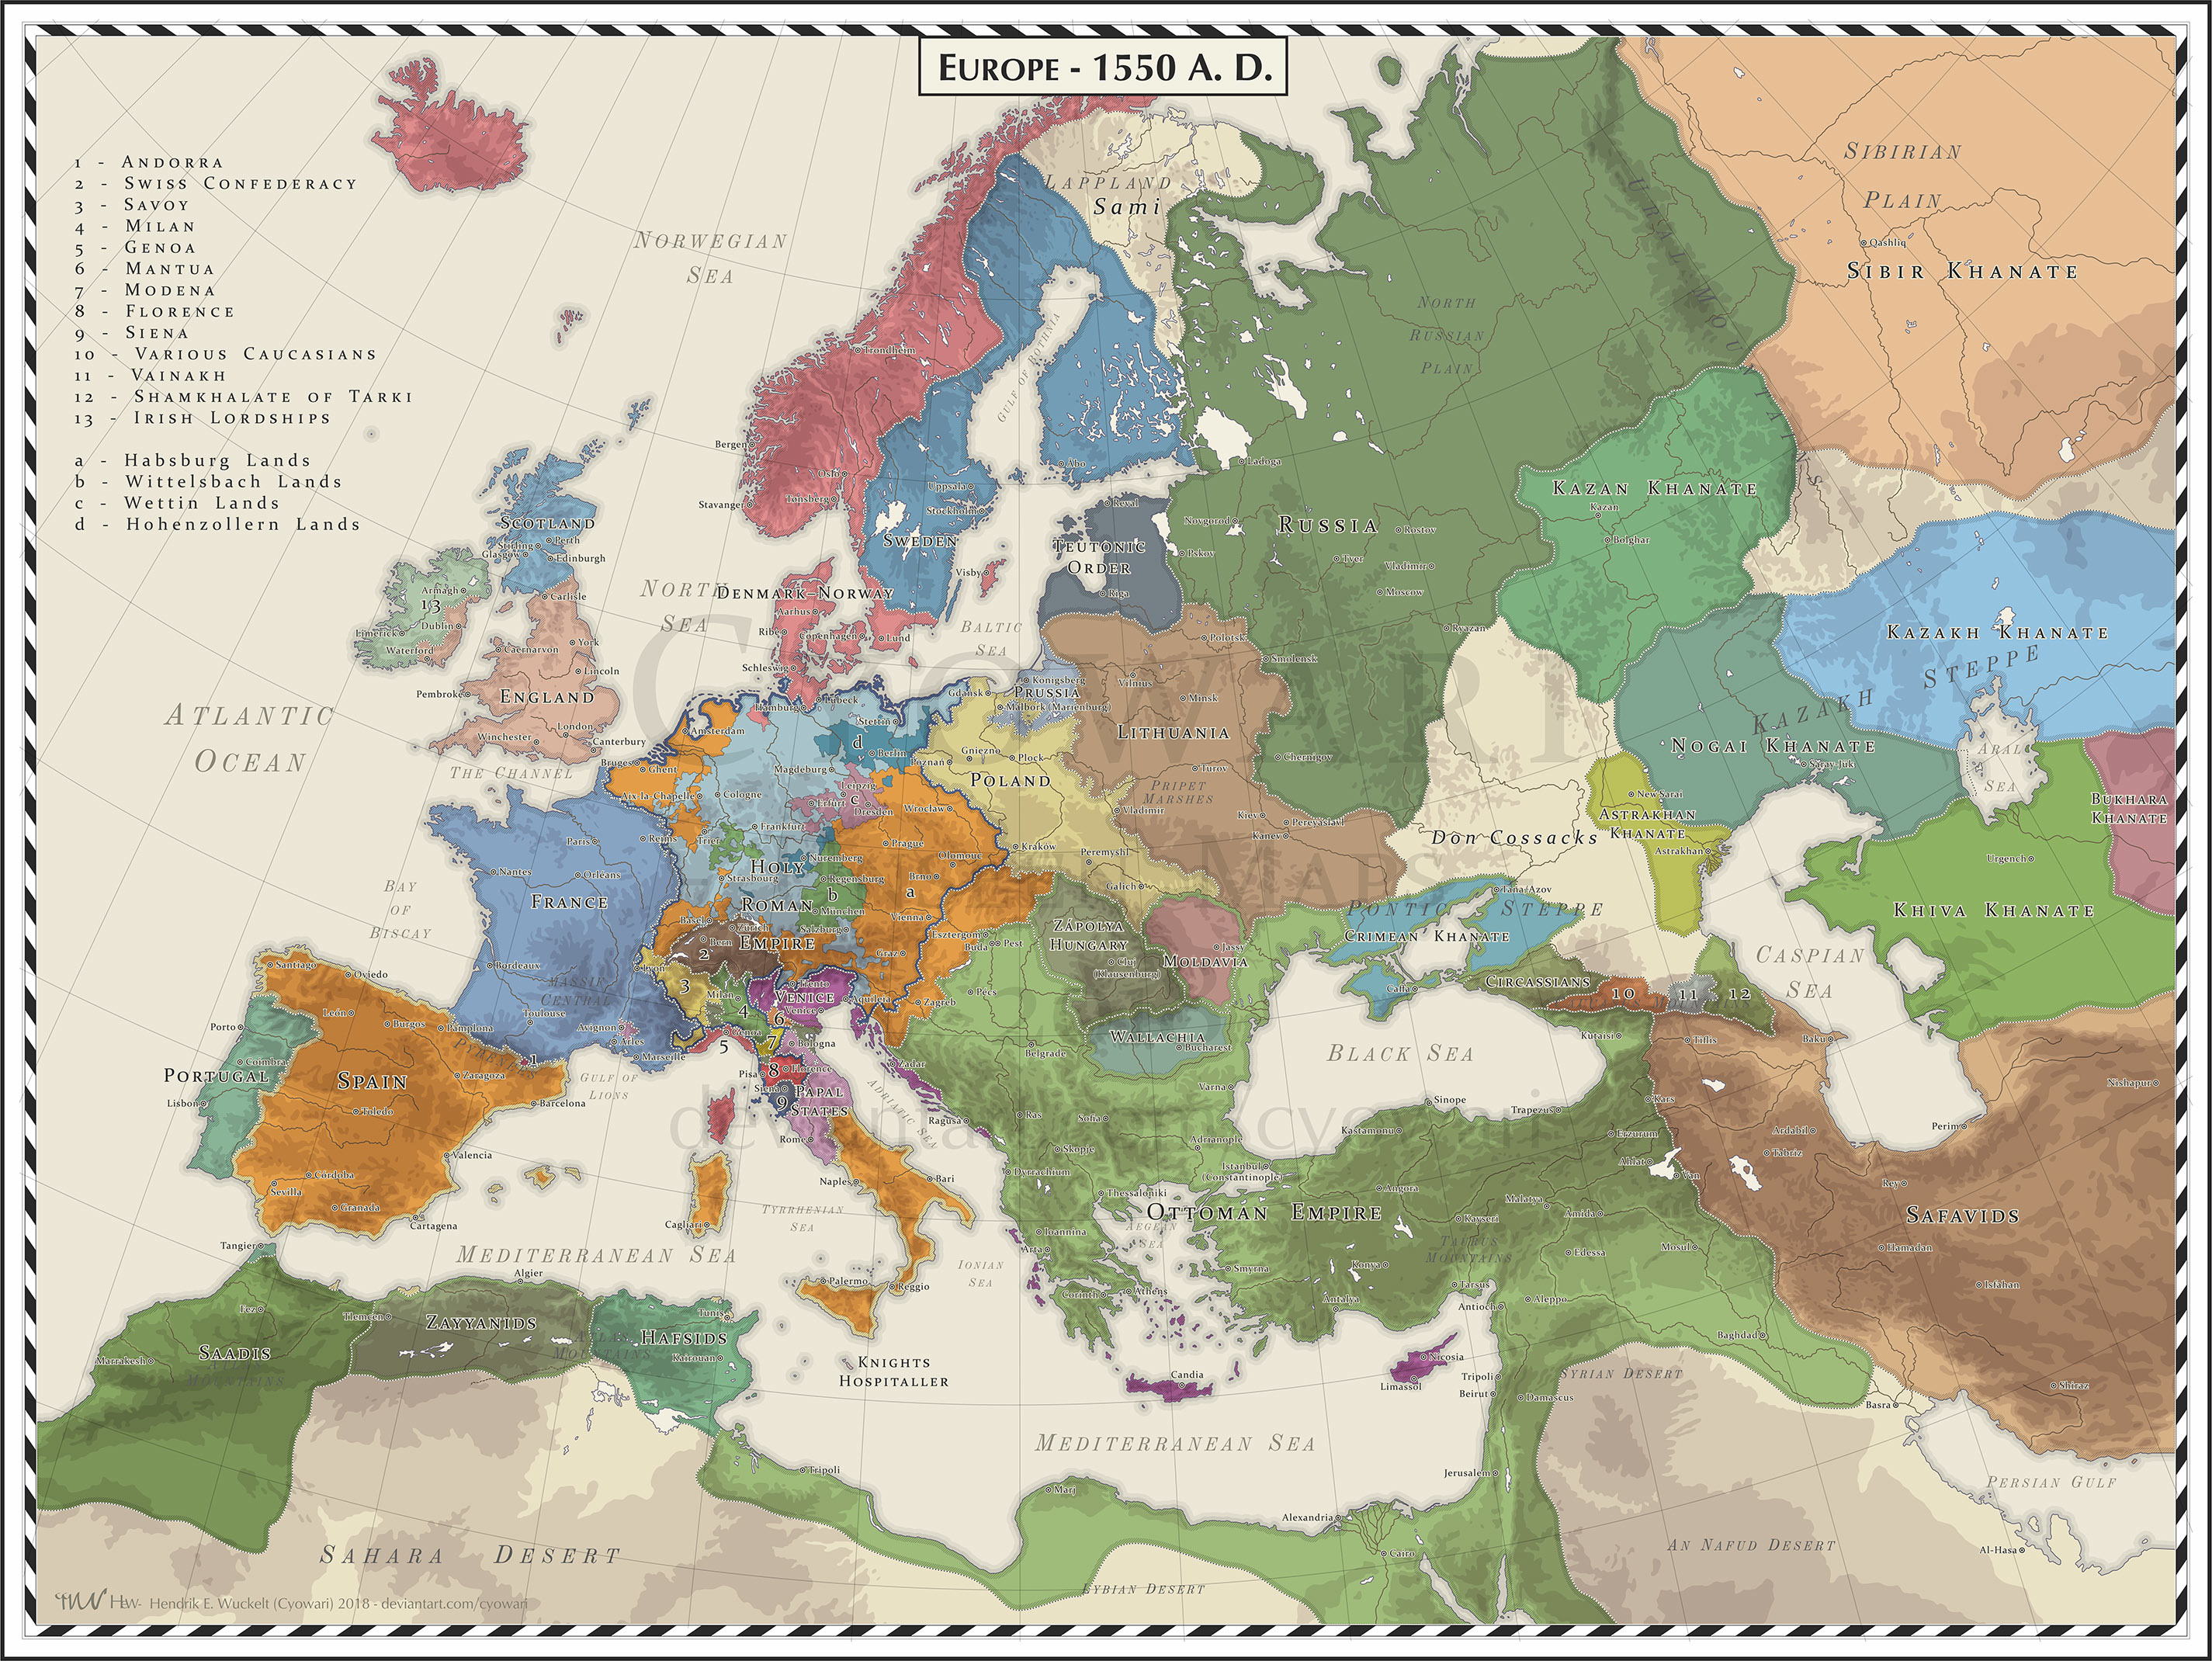 EUROPE - 1550 A. D.
1 - ANDORRA
2 - SWISS CONFEDERACY
3 - SAVOY
4 - MILAN
5 - GENOA
6 - MANTUA
7 - MODENA
8 - FLORENCE
9 - SIENA
10 - VARIOUS CAUCASIANS
11 - VAINAKH
12 - SHAMKHALATE OF TARKI
13 - IRISH LORDSHIPS
a - Habsburg Lands
b - Wittelsbach Lands
c - Wettin Lands
d - Hohenzollern Lands
NORWEGIAN
SEA
LAPPLAND
Sami
SIBIRIAN
PLAIN
Qashliq
SIBIR KHANATE
URAL MOUNTAINS
NORTH
RUSSIAN
PLAIN
Trondheim
GULF OF BOTHNIA
Bergen
Oslo
Tønsberg
Stavanger
Uppsala
Stockholm
SWEDEN
Visby
Åbo
Ladoga
Reval
TEUTONIC
ORDER
Riga
Novgorod
Pskov
RUSSIA
Rostov
Tver
Vladimir
Moscow
Ryazan
Smolensk
Chernigov
KAZAN KHANATE
Kazan
Bolghar
KAZAKH KHANATE
KAZAKH STEPPE
NOGAI KHANATE
Saray-Juk
ARAL
SEA
BUKHARA
KHANATE
Urgench
KHIVA KHANATE
New Sarai
ASTRAKHAN
KHANATE
Astrakhan
Don Cossacks
SCOTLAND
Perth
Stirling
Glasgow
Edinburgh
Armagh
13
Dublin
Limerick
Waterford
Carlisle
York
Caernarvon
Lincoln
Pembroke
ENGLAND
London
Winchester
Canterbury
THE CHANNEL
NORTH
SEA
DENMARK-NORWAY
Aarhus
Ribe
Copenhagen
Lund
Schleswig
BALTIC
SEA
Königsberg
PRUSSIA
Malbork (Marienburg)
Gdańsk
Polotsk
Vilnius
Minsk
LITHUANIA
Turov
PRIPET
MARSHES
Vladimir
Kiev
Pereyaslavl
Kanev
ATLANTIC
OCEAN
Hamburg
Lübeck
Stettin
d
Berlin
Amsterdam
Bruges
Ghent
Magdeburg
Aix-la-Chapelle
Cologne
Leipzig
Erfurt
c
Dresden
Wrocław
Frankfurt
Trier
Gniezno
Poznań
Płock
POLAND
Kraków
Peremyshl
Galich
Paris
Reims
Nantes
Orléans
FRANCE
Strasbourg
HOLY
ROMAN
EMPIRE
Nuremberg
Regensburg
b
München
Prague
Olomouc
Brno
a
Vienna
Basel
Zürich
Bern
2
Salzburg
Graz
Esztergom
Buda
Pest
ZÁPOLYA
HUNGARY
Cluj
(Klausenburg)
Jassy
MOLDAVIA
PONTIC STEPPE
Tana/Azov
CRIMEAN KHANATE
Caffa
BAY
OF
BISCAY
Bordeaux
MASSIF
CENTRAL
Toulouse
Avignon
Arles
Marseille
Lyon
3
Milan
4
Trento
VENICE
Venice
Aquileia
Zagreb
Pécs
Genoa
5
6
7
Bologna
8
Florence
Pisa
Siena
9
PAPAL
STATES
Rome
Zadar
ADRIATIC SEA
Belgrade
WALLACHIA
Bucharest
Varna
BLACK SEA
CIRCASSIANS
10
11
12
CASPIAN
SEA
Kutaisi
Tiflis
Baku
Kars
Ardabil
Tabriz
Perim
Nishapur
Santiago
Oviedo
León
Burgos
Pamplona
PYRENEES
1
GULF OF
LIONS
Porto
Coimbra
PORTUGAL
Lisbon
SPAIN
Zaragoza
Barcelona
Toledo
Valencia
Córdoba
Sevilla
Granada
Cartagena
Ragusa
Ras
Sofia
Skopje
Dyrrachium
Adrianople
Istanbul
(Constantinople)
Thessaloniki
Ioannina
Arta
AEGEAN
SEA
OTTOMAN EMPIRE
Corinth
Athens
Smyrna
Sinope
Kastamonu
Trapezus
Erzurum
Ahlat
Van
Angora
Kayseri
Malatya
Amida
TAURUS
MOUNTAINS
Konya
Edessa
Mosul
Tarsus
Antalya
Antioch
Aleppo
Rey
SAFAVIDS
Hamadan
Isfahan
Shiraz
Naples
Bari
TYRRHENIAN
SEA
Cagliari
Palermo
Reggio
IONIAN
SEA
MEDITERRANEAN SEA
Tangier
Fez
Marrakesh
SAADIS
Tlemcen
Algier
ZAYYANIDS
ATLAS
MOUNTAINS
Tunis
HAFSIDS
Kairouan
KNIGHTS
HOSPITALLER
Candia
Nicosia
Limassol
Tripoli
Beirut
Damascus
SYRIAN DESERT
Baghdad
Basra
MEDITERRANEAN SEA
Tripoli
Marj
Jerusalem
Alexandria
Cairo
LYBIAN DESERT
AN NAFUD DESERT
PERSIAN GULF
Al-Hasa
SAHARA DESERT
CYOWARI MAPS
deviantart.com/cyowari
HEW- Hendrik E. Wuckelt (Cyowari) 2018 - deviantart.com/cyowari